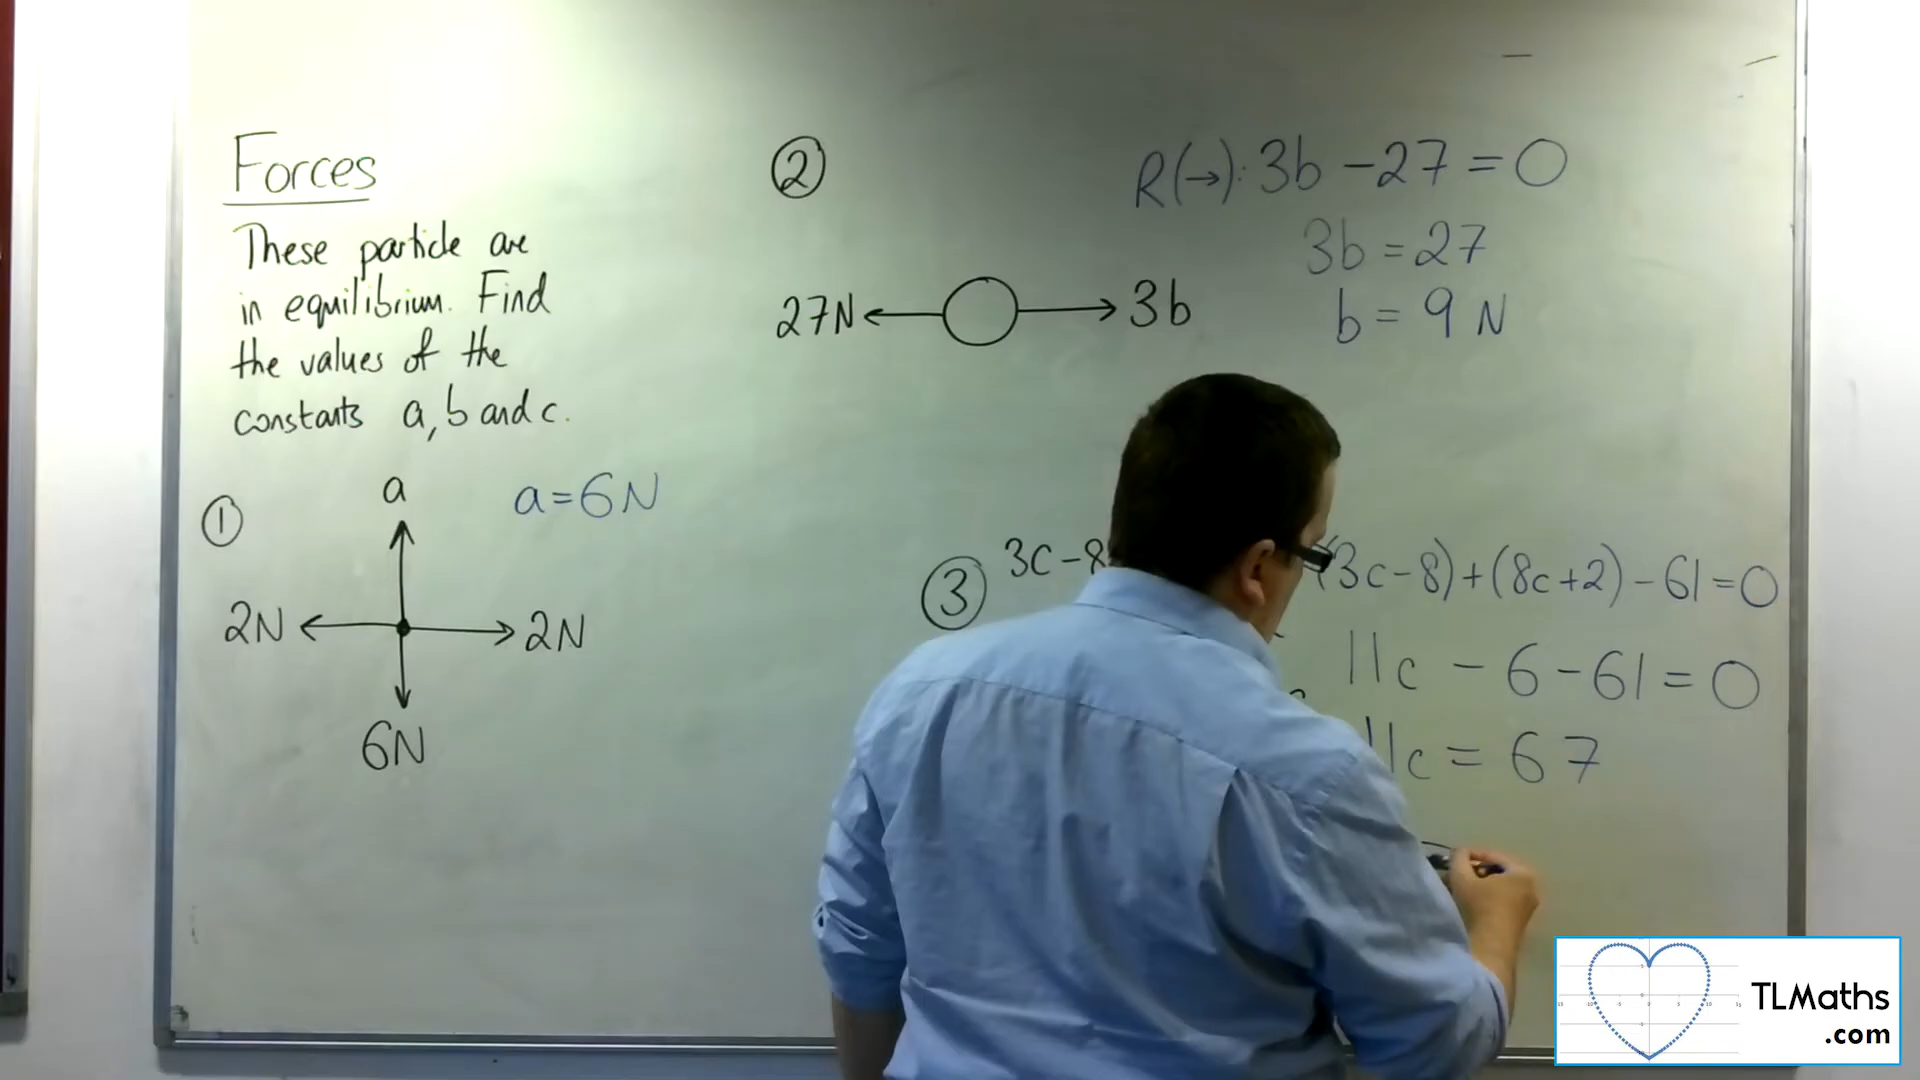 Forces
These particle are
in equilibrium. Find
the values of the
constants a, b and c.
①
a
a=6N
2N
2N
6N
②
R(→): 3b - 27 = 0
3b = 27
b = 9 N
27N
3b
③
3c-8
(3c-8)+(8c+2)-61=0
11c - 6 - 61 = 0
11c = 67
TLMaths
.com